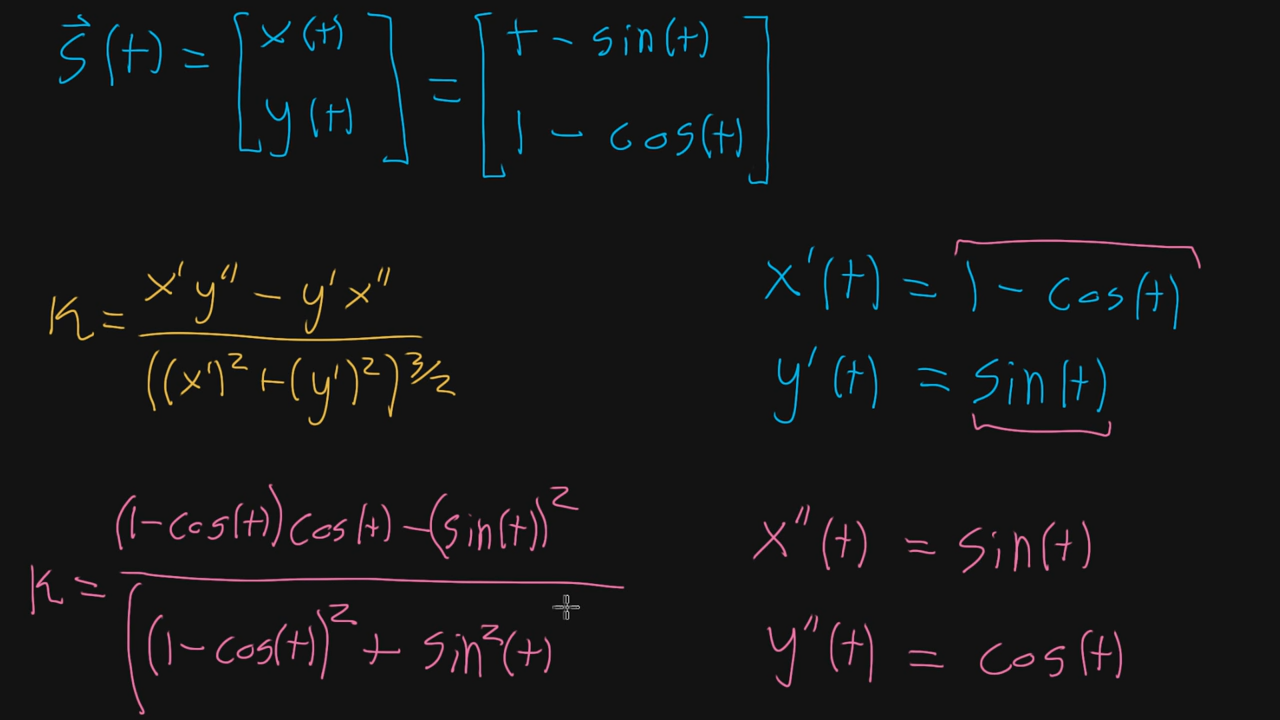 s⃗(t) = [x(t) y(t)] = [t - sin(t) 1 - cos(t)]
κ = (x'y'' - y'x'') / ((x')² + (y')²)^3/2
x'(t) = 1 - cos(t)
y'(t) = sin(t)
κ = ((1-cos(t))cos(t) - (sin(t))²) / (((1-cos(t))² + sin²(t)
x''(t) = sin(t)
y''(t) = cos(t)